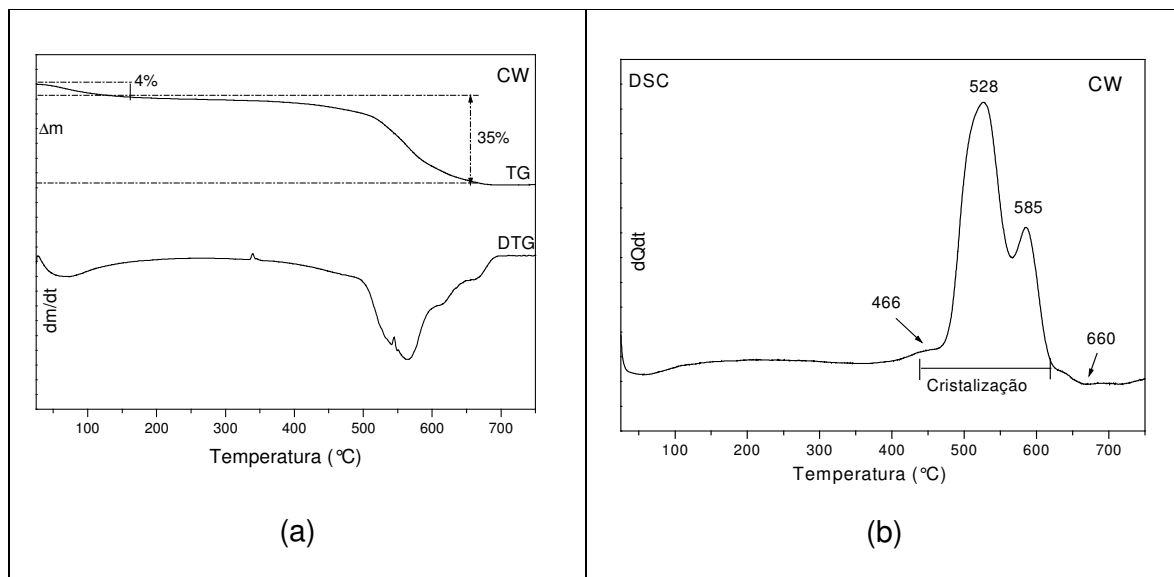 4%
CW
Δm
35%
TG
DTG
dm/dt
100 200 300 400 500 600 700
Temperatura (°C)
(a)
DSC
528
CW
585
dQdt
466
660
Cristalização
100 200 300 400 500 600 700
Temperatura (°C)
(b)